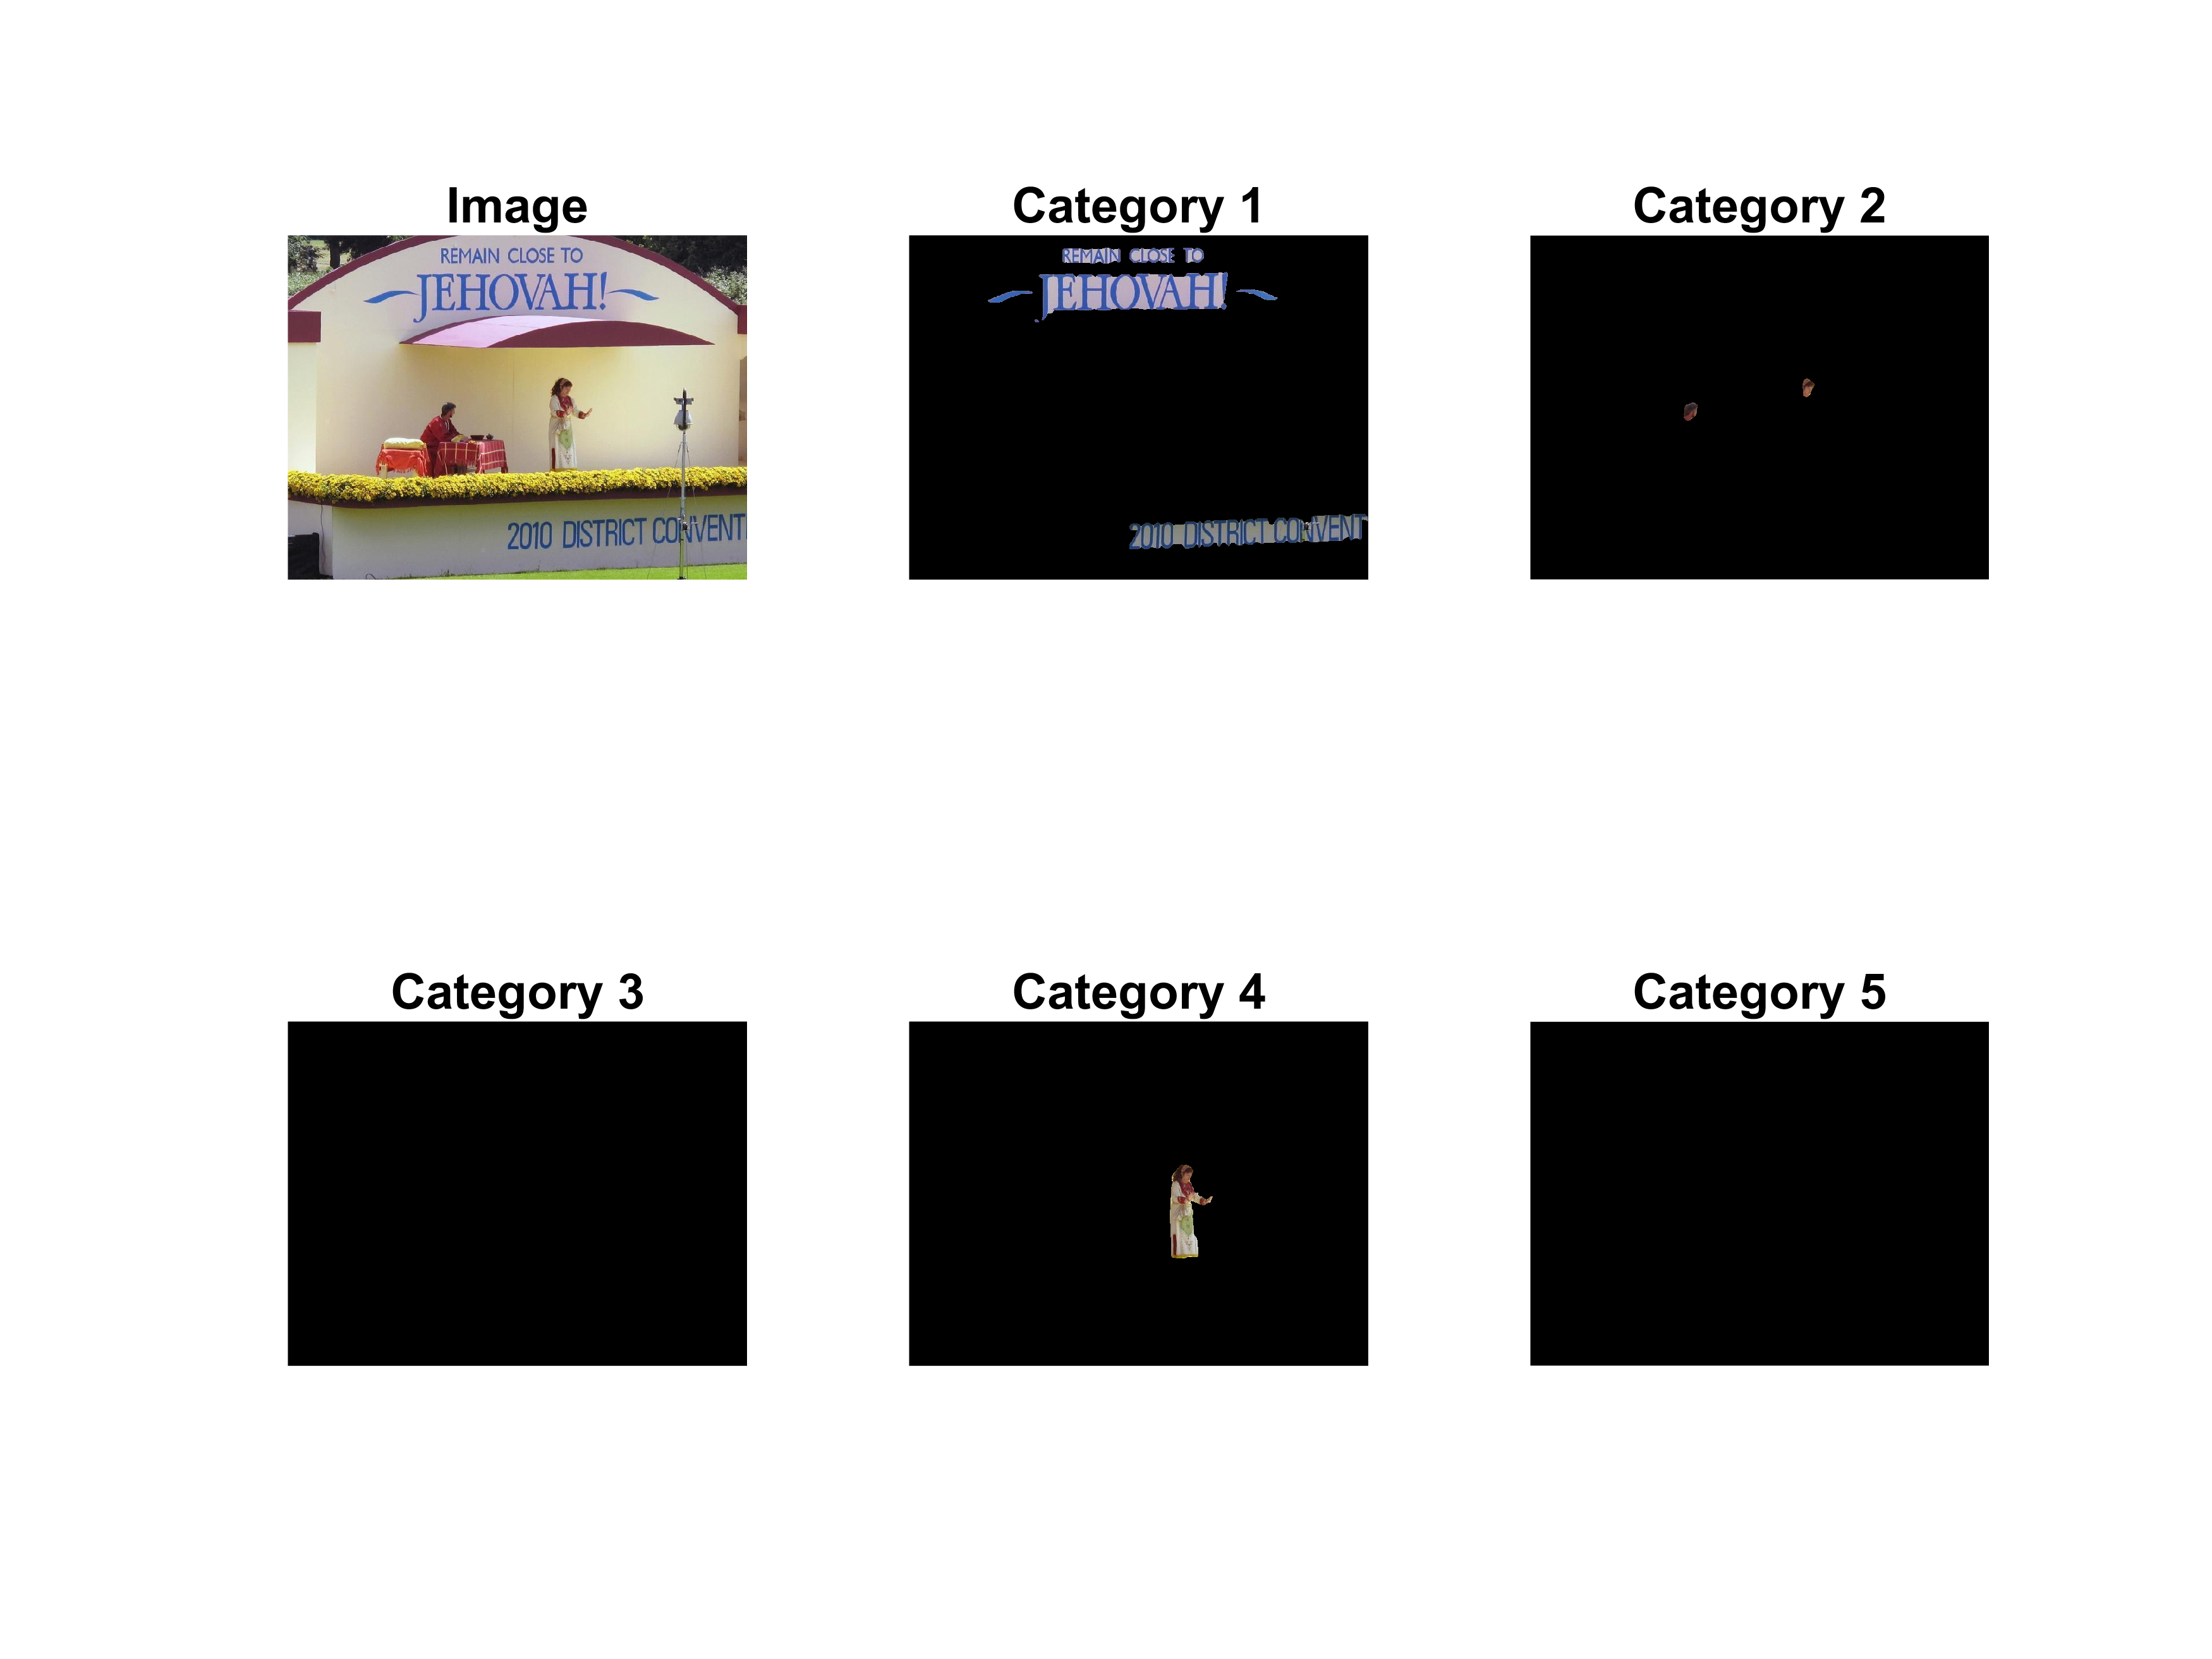 Image
Category 1
Category 2
REMAIN CLOSE TO
JEHOVAH!
2010 DISTRICT CONVENT
REMAIN CLOSE TO
JEHOVAH!
2010 DISTRICT CONVENT
Category 3
Category 4
Category 5